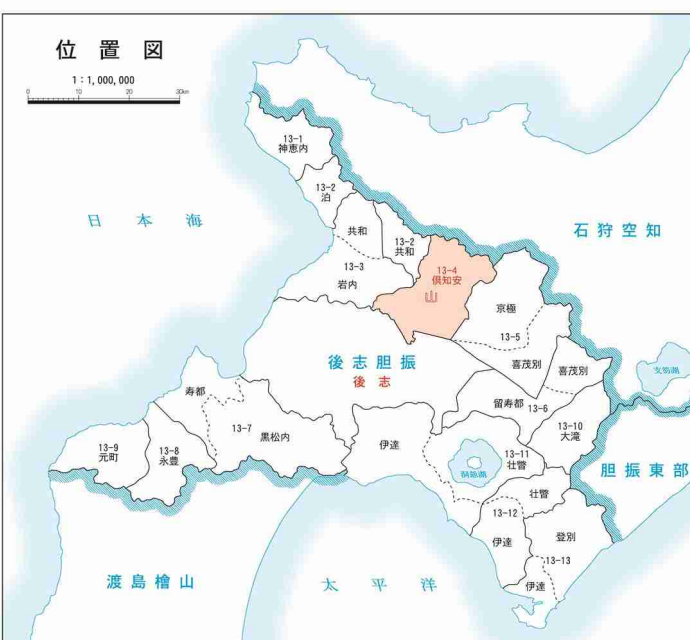 位置図
1：1,000,000
0 10 20 30km
13-1
神恵内
13-2
泊
日本海
共和
13-2
共和
石狩空知
13-3
岩内
13-4
倶知安
山
京極
13-5
後志胆振
後志
喜茂別
喜茂別
支笏湖
寿都
留寿都 13-6
13-7
黒松内
13-10
大滝
13-9
元町
13-8
永豊
伊達
13-11
壮瞥
洞爺湖
胆振東部
壮瞥
13-12
伊達
登別
13-13
渡島檜山
太平洋
伊達